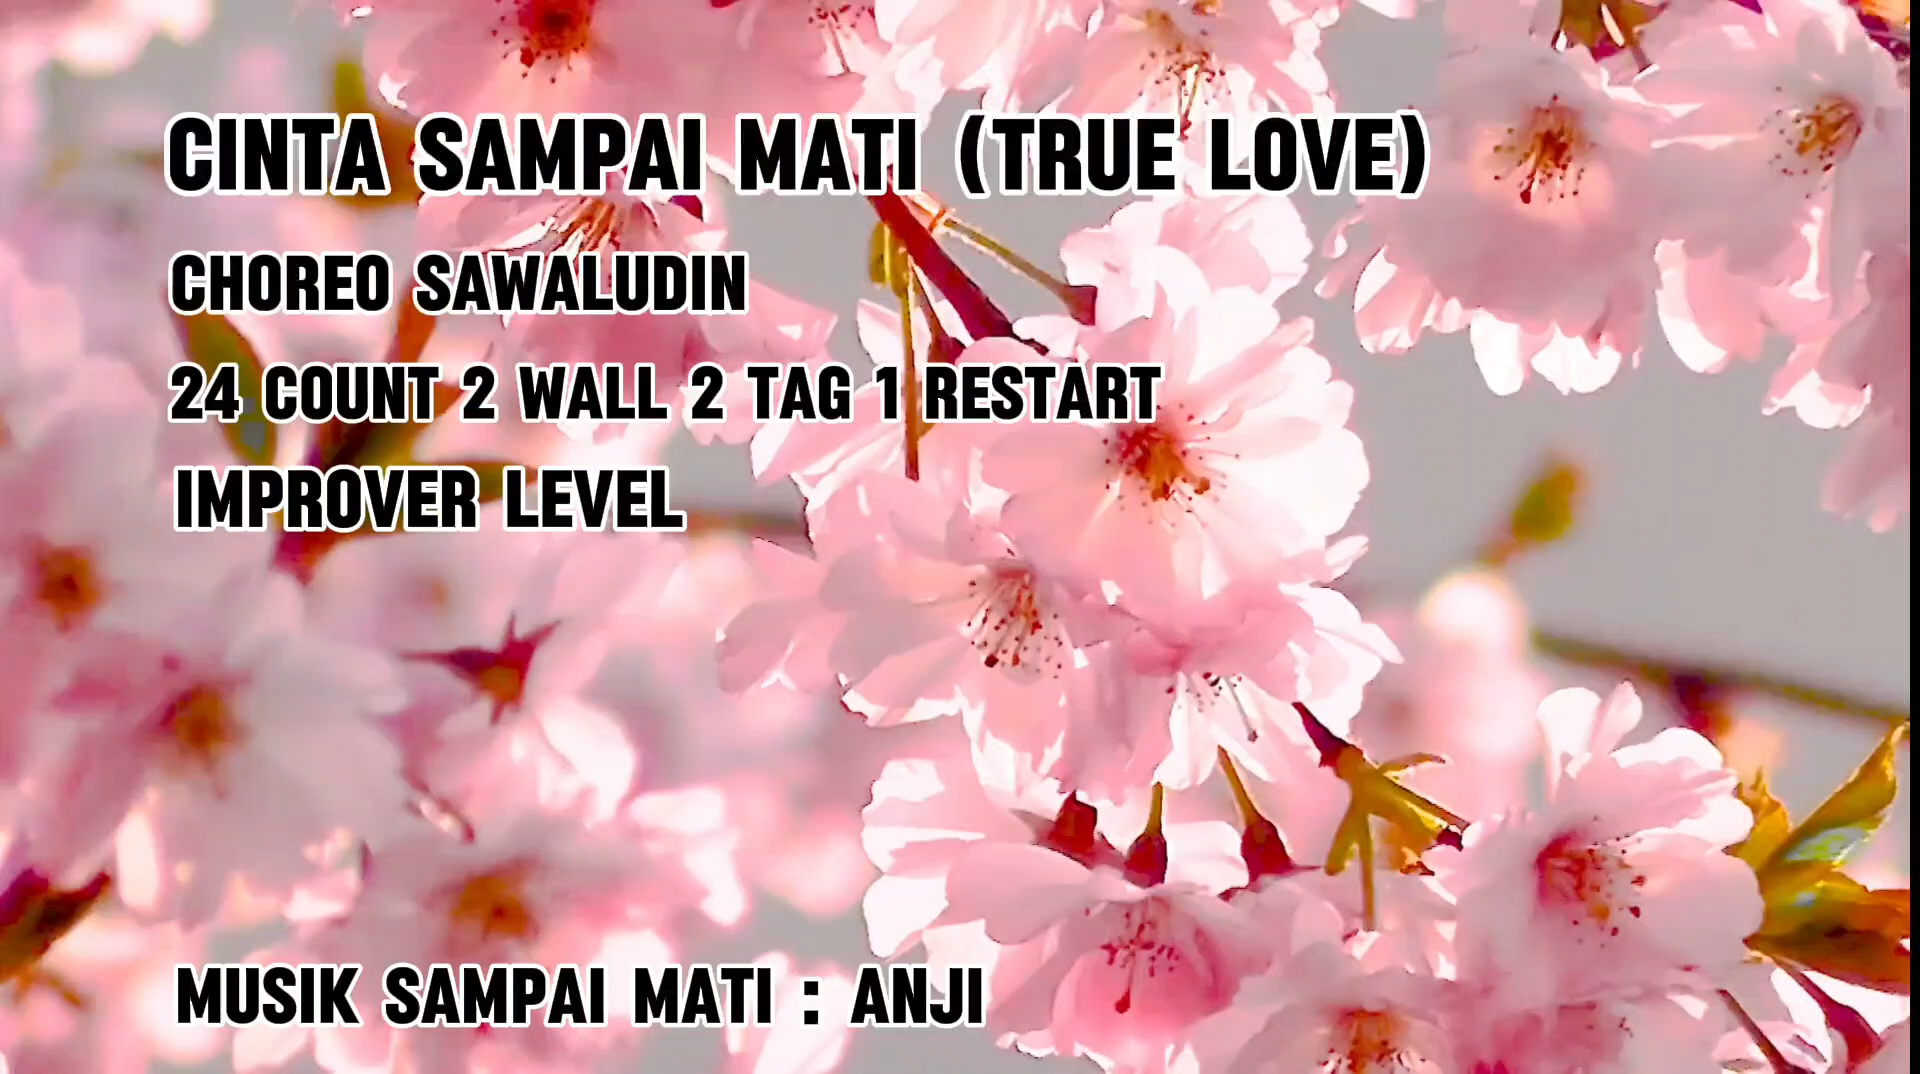 CINTA SAMPAI MATI (TRUE LOVE)
CHOREO SAWALUDIN
24 COUNT 2 WALL 2 TAG 1 RESTART
IMPROVER LEVEL
MUSIK SAMPAI MATI : ANJI